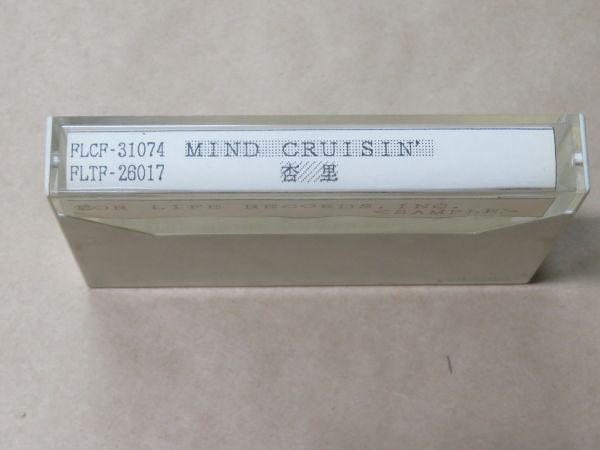 FLCF-31074 MIND CRUISIN'
FLTF-26017 杏里
FOR LIFE RECORDS, INC.
<SAMPLE>